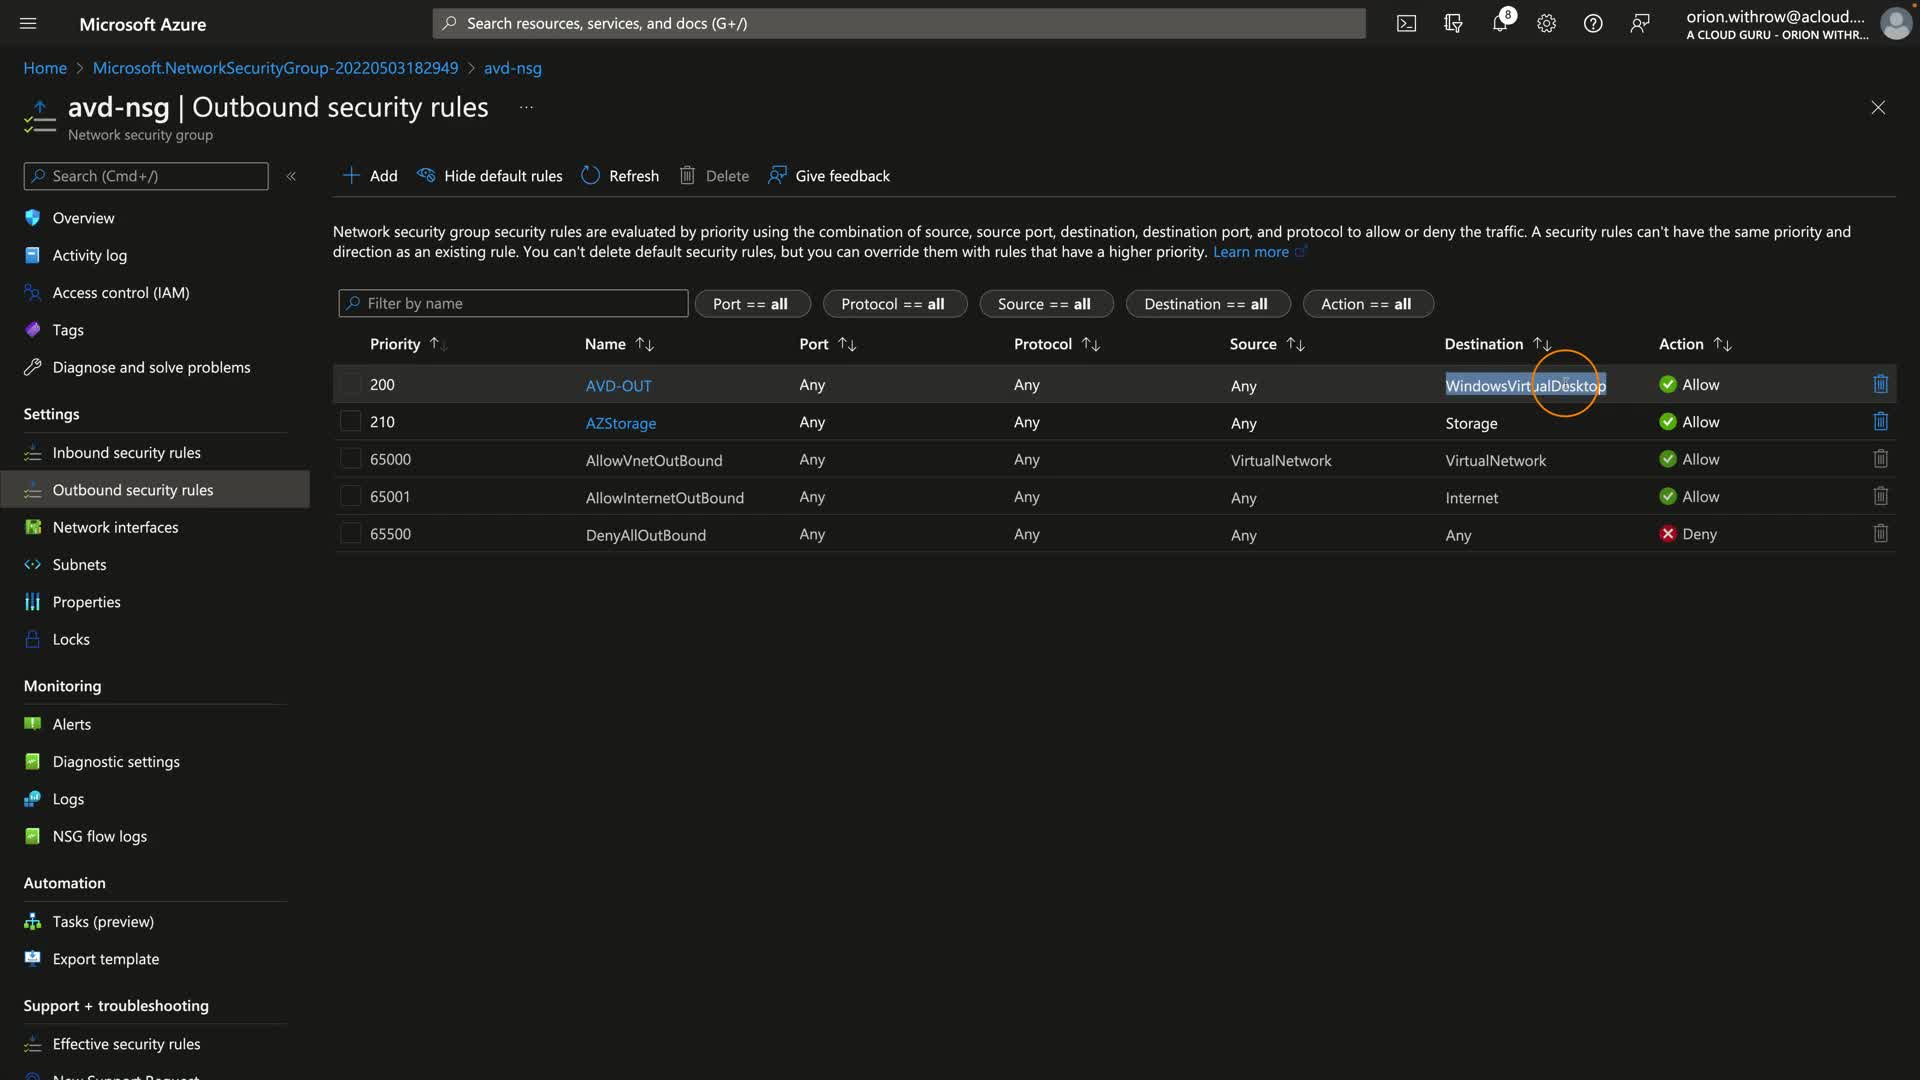 Microsoft Azure
Search resources, services, and docs (G+/)
8
orion.withrow@acloud....
A CLOUD GURU - ORION WITHR...
Home > Microsoft.NetworkSecurityGroup-20220503182949 > avd-nsg
avd-nsg | Outbound security rules ...
Network security group
Search (Cmd+/)
«
Add
Hide default rules
Refresh
Delete
Give feedback
Overview
Activity log
Access control (IAM)
Tags
Diagnose and solve problems
Settings
Inbound security rules
Outbound security rules
Network interfaces
Subnets
Properties
Locks
Monitoring
Alerts
Diagnostic settings
Logs
NSG flow logs
Automation
Tasks (preview)
Export template
Support + troubleshooting
Effective security rules
New Support Request
Network security group security rules are evaluated by priority using the combination of source, source port, destination, destination port, and protocol to allow or deny the traffic. A security rules can't have the same priority and
direction as an existing rule. You can't delete default security rules, but you can override them with rules that have a higher priority. Learn more
Filter by name
Port == all
Protocol == all
Source == all
Destination == all
Action == all
Priority ↑↓ Name ↑↓ Port ↑↓ Protocol ↑↓ Source ↑↓ Destination ↑↓ Action ↑↓
200 AVD-OUT Any Any Any WindowsVirtualDesktop Allow
210 AZStorage Any Any Any Storage Allow
65000 AllowVnetOutBound Any Any VirtualNetwork VirtualNetwork Allow
65001 AllowInternetOutBound Any Any Any Internet Allow
65500 DenyAllOutBound Any Any Any Any Deny